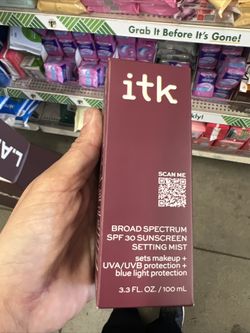 Grab It Before It's Gone!
itk
SCAN ME
BROAD SPECTRUM
SPF 30 SUNSCREEN
SETTING MIST
sets makeup +
UVA/UVB protection +
blue light protection
3.3 FL. OZ. / 100 mL
L.A.